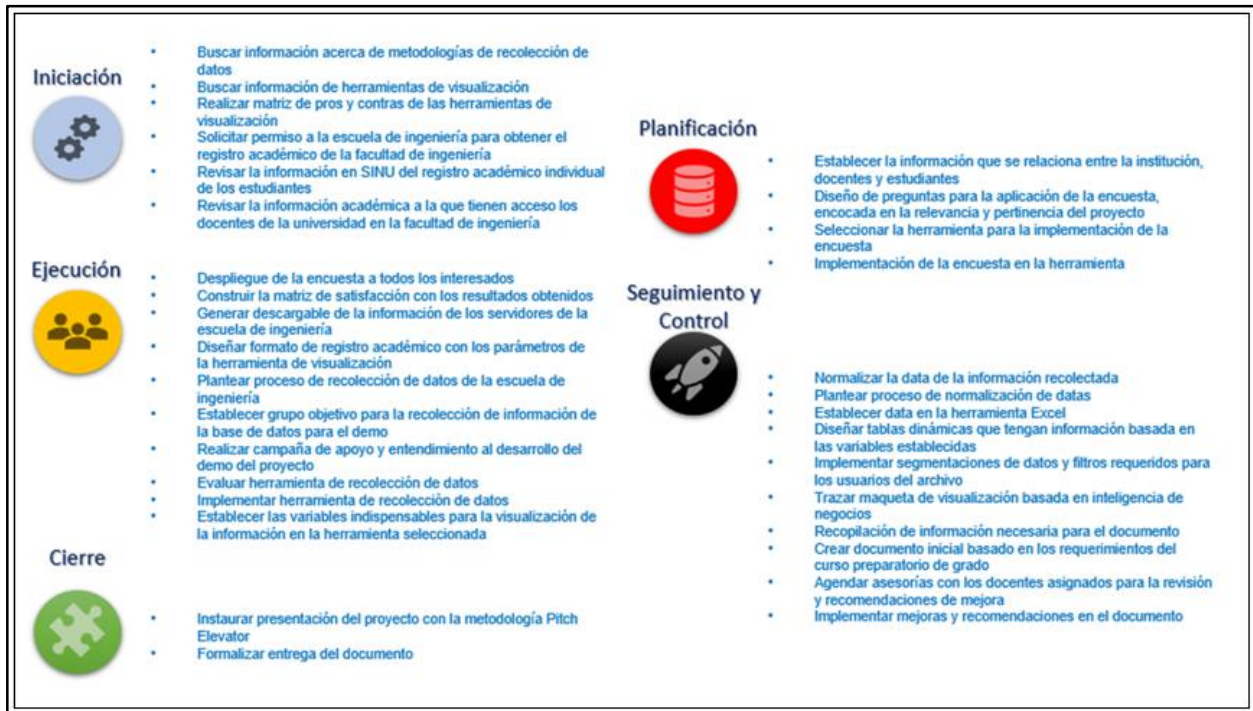 Iniciación
• Buscar información acerca de metodologías de recolección de
datos
• Buscar información de herramientas de visualización
• Realizar matriz de pros y contras de las herramientas de
visualización
• Solicitar permiso a la escuela de ingeniería para obtener el
registro académico de la facultad de ingeniería
• Revisar la información en SINU del registro académico individual
de los estudiantes
• Revisar la información académica a la que tienen acceso los
docentes de la universidad en la facultad de ingeniería
Planificación
• Establecer la información que se relaciona entre la institución,
docentes y estudiantes
• Diseño de preguntas para la aplicación de la encuesta,
encocada en la relevancia y pertinencia del proyecto
• Seleccionar la herramienta para la implementación de la
encuesta
• Implementación de la encuesta en la herramienta
Ejecución
• Despliegue de la encuesta a todos los interesados
• Construir la matriz de satisfacción con los resultados obtenidos
• Generar descargable de la información de los servidores de la
escuela de ingeniería
• Diseñar formato de registro académico con los parámetros de
la herramienta de visualización
• Plantear proceso de recolección de datos de la escuela de
ingeniería
• Establecer grupo objetivo para la recolección de información de
la base de datos para el demo
• Realizar campaña de apoyo y entendimiento al desarrollo del
demo del proyecto
• Evaluar herramienta de recolección de datos
• Implementar herramienta de recolección de datos
• Establecer las variables indispensables para la visualización de
la información en la herramienta seleccionada
Seguimiento y
Control
• Normalizar la data de la información recolectada
• Plantear proceso de normalización de datas
• Establecer data en la herramienta Excel
• Diseñar tablas dinámicas que tengan información basada en
las variables establecidas
• Implementar segmentaciones de datos y filtros requeridos para
los usuarios del archivo
• Trazar maqueta de visualización basada en inteligencia de
negocios
• Recopilación de información necesaria para el documento
• Crear documento inicial basado en los requerimientos del
curso preparatorio de grado
• Agendar asesorías con los docentes asignados para la revisión
y recomendaciones de mejora
• Implementar mejoras y recomendaciones en el documento
Cierre
• Instaurar presentación del proyecto con la metodología Pitch
Elevator
• Formalizar entrega del documento